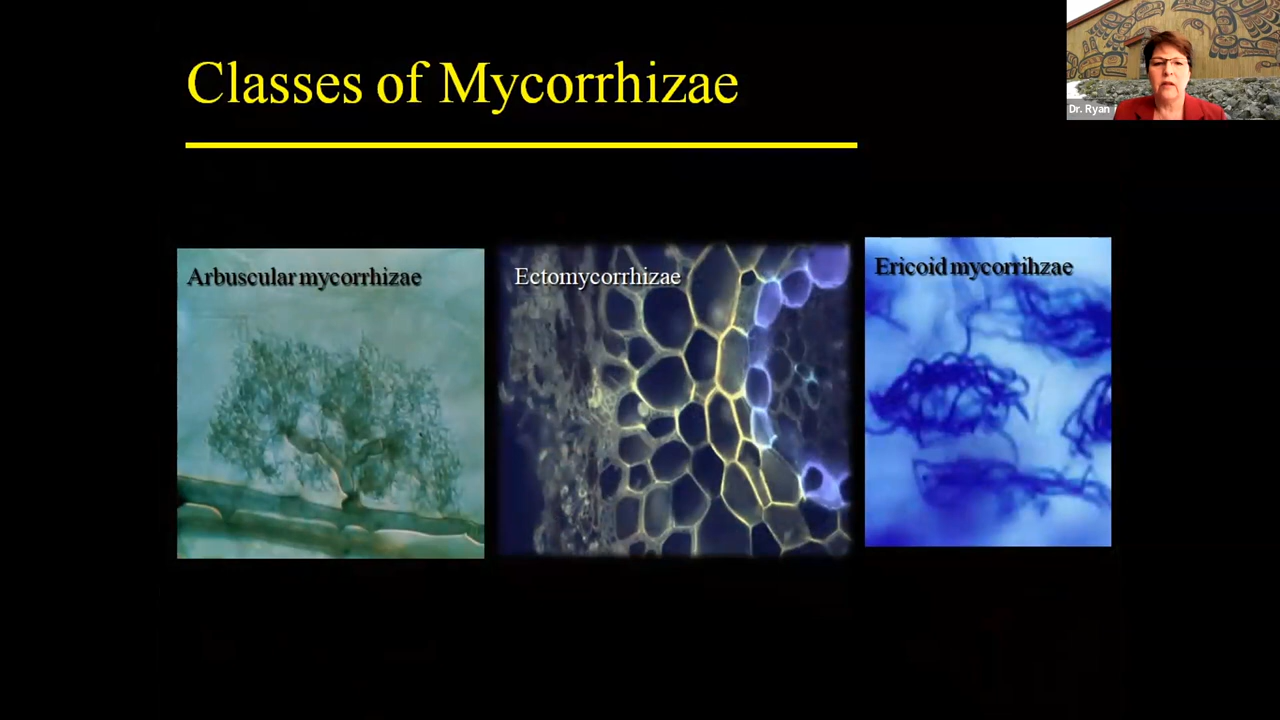 Classes of Mycorrhizae
Dr. Ryan
Arbuscular mycorrhizae
Ectomycorrhizae
Ericoid mycorrihzae